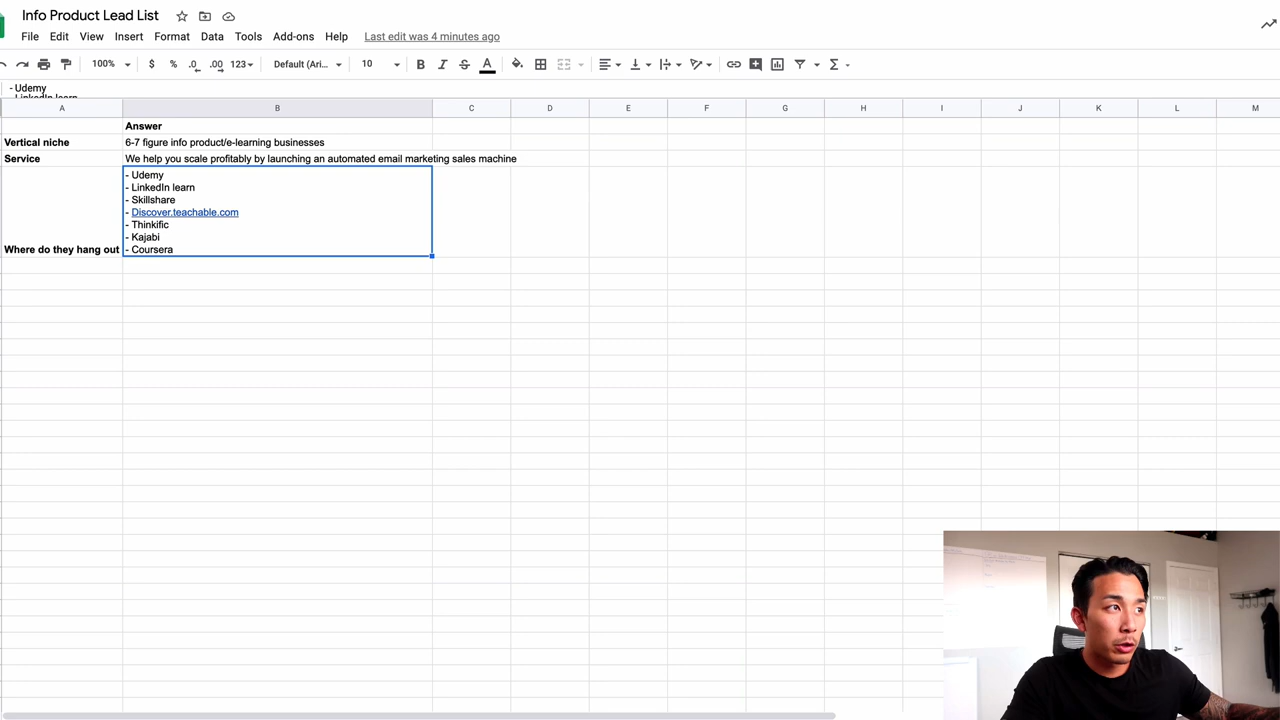 Info Product Lead List
File Edit View Insert Format Data Tools Add-ons Help Last edit was 4 minutes ago
100% $ % .0 .00 123 Default (Ari... 10 B I S A Σ
- Udemy
- LinkedIn learn
A B C D E F G H I J K L M
Answer
Vertical niche 6-7 figure info product/e-learning businesses
Service We help you scale profitably by launching an automated email marketing sales machine
- Udemy
- LinkedIn learn
- Skillshare
- Discover.teachable.com
- Thinkific
- Kajabi
Where do they hang out - Coursera